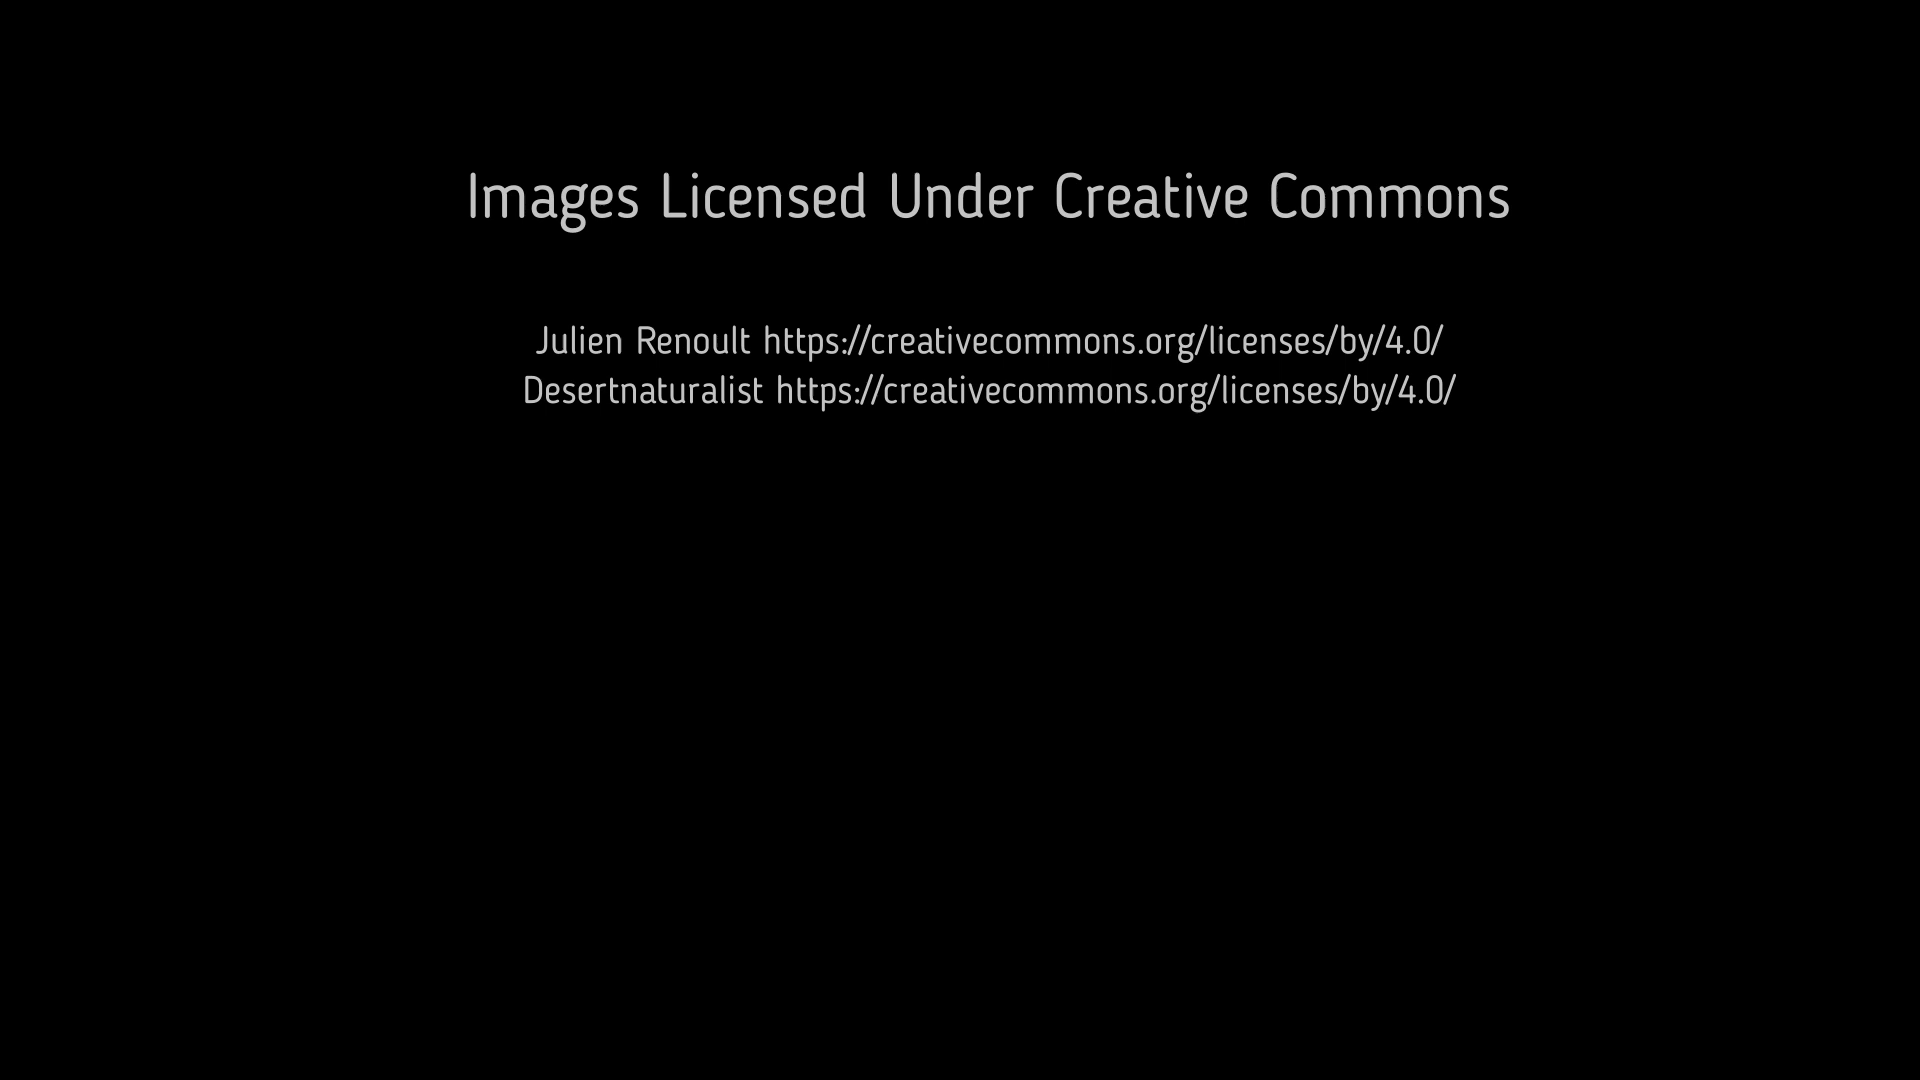 Images Licensed Under Creative Commons
Julien Renoult https://creativecommons.org/licenses/by/4.0/
Desertnaturalist https://creativecommons.org/licenses/by/4.0/